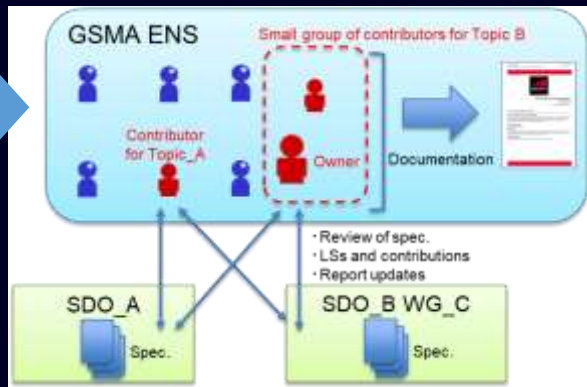 GSMA ENS
Small group of contributors for Topic B
Contributor
for Topic_A
Owner
Documentation
・Review of spec.
・LSs and contributions
・Report updates
SDO_A
Spec.
SDO_B WG_C
Spec.